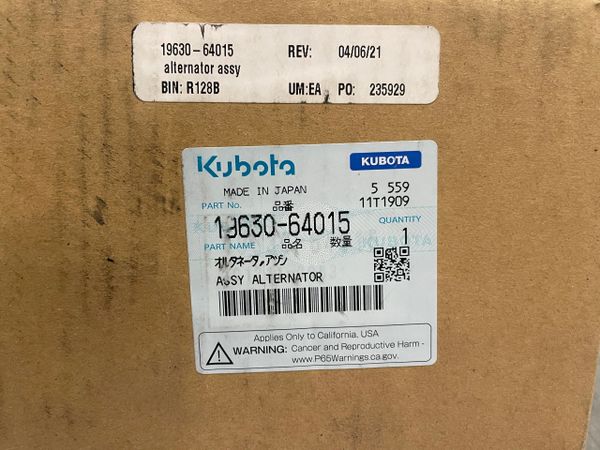 19630-64015 REV: 04/06/21
alternator assy
BIN: R128B UM:EA PO: 235929
Kubota KUBOTA
MADE IN JAPAN 5 559
PART No. 品番 11T1909
19630-64015 QUANTITY
PART NAME 品名 数量 1
オルタネータ,アツシ
ASSY ALTERNATOR
Applies Only to California, USA
WARNING: Cancer and Reproductive Harm -
www.P65Warnings.ca.gov.